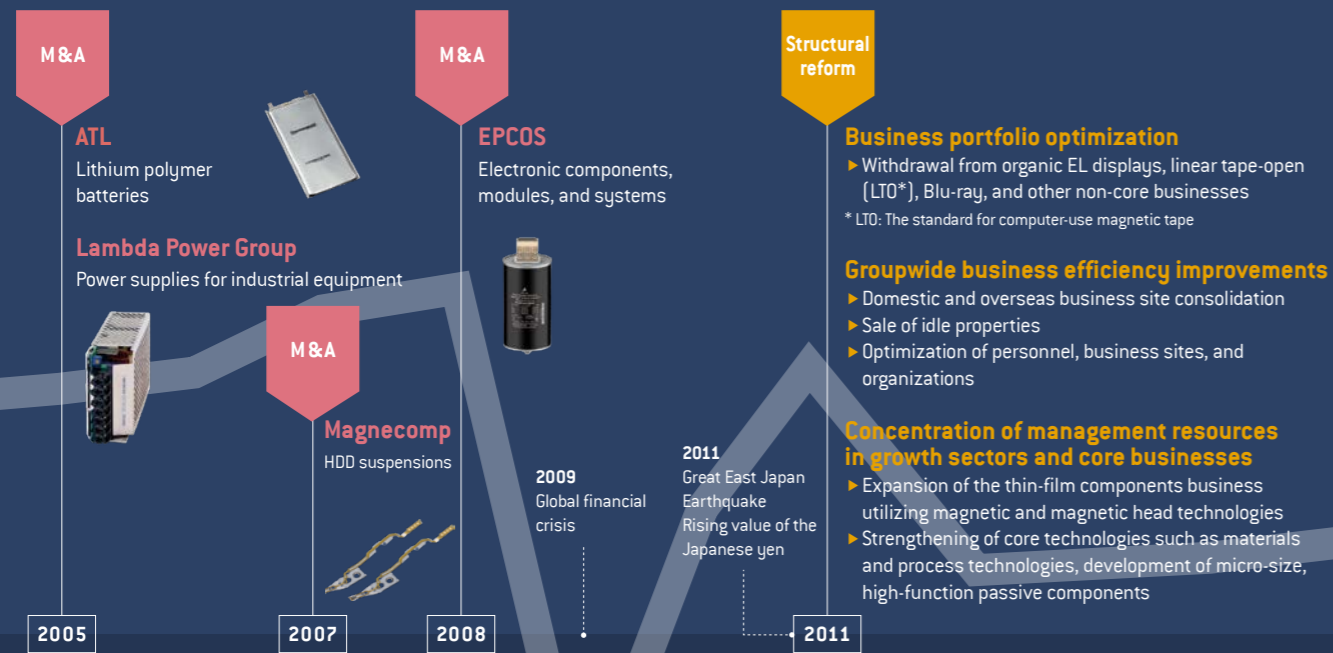 M&A
ATL
Lithium polymer
batteries
Lambda Power Group
Power supplies for industrial equipment
M&A
Magnecomp
HDD suspensions
M&A
EPCOS
Electronic components,
modules, and systems
2009
Global financial
crisis
2011
Great East Japan
Earthquake
Rising value of the
Japanese yen
Structural
reform
Business portfolio optimization
▶ Withdrawal from organic EL displays, linear tape-open
(LTO*), Blu-ray, and other non-core businesses
* LTO: The standard for computer-use magnetic tape
Groupwide business efficiency improvements
▶ Domestic and overseas business site consolidation
▶ Sale of idle properties
▶ Optimization of personnel, business sites, and
organizations
Concentration of management resources
in growth sectors and core businesses
▶ Expansion of the thin-film components business
utilizing magnetic and magnetic head technologies
▶ Strengthening of core technologies such as materials
and process technologies, development of micro-size,
high-function passive components
2005
2007
2008
2011